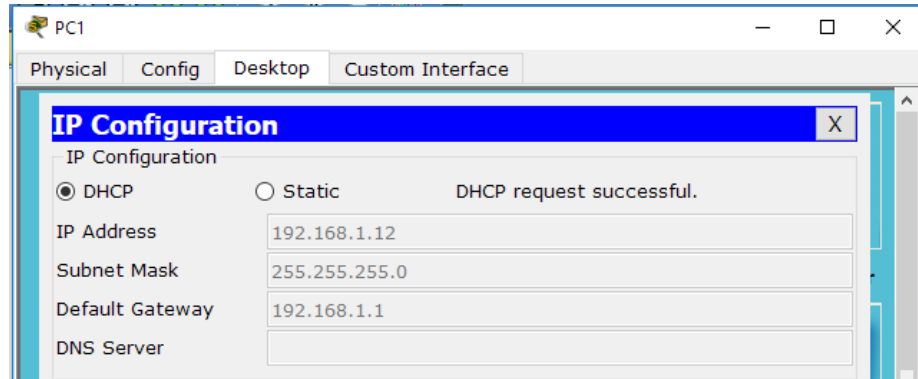 PC1
Physical Config Desktop Custom Interface
IP Configuration X
IP Configuration
DHCP Static DHCP request successful.
IP Address 192.168.1.12
Subnet Mask 255.255.255.0
Default Gateway 192.168.1.1
DNS Server